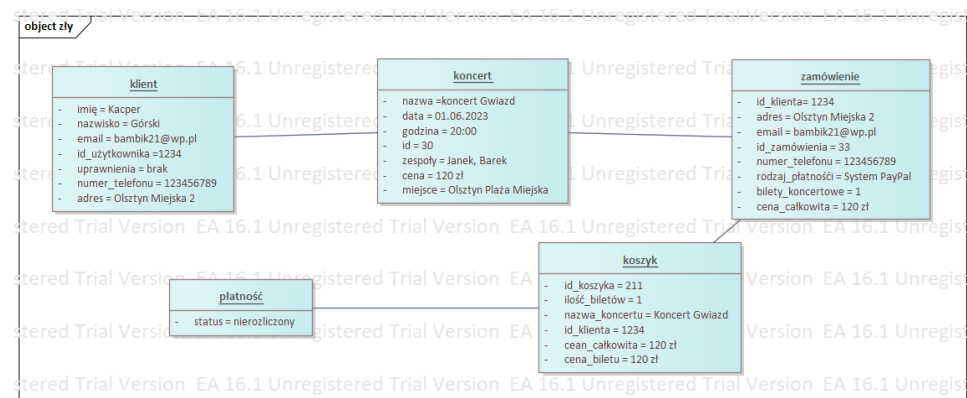 object zły
klient
- imię = Kacper
- nazwisko = Górski
- email = bambik21@wp.pl
- id_użytkownika =1234
- uprawnienia = brak
- numer_telefonu = 123456789
- adres = Olsztyn Miejska 2
koncert
- nazwa =koncert Gwiazd
- data = 01.06.2023
- godzina = 20:00
- id = 30
- zespoły = Janek, Barek
- cena = 120 zł
- miejsce = Olsztyn Plaża Miejska
zamówienie
- id_klienta= 1234
- adres = Olsztyn Miejska 2
- email = bambik21@wp.pl
- id_zamówienia = 33
- numer_telefonu = 123456789
- rodzaj_płatnośći = System PayPal
- bilety_koncertowe = 1
- cena_całkowita = 120 zł
płatność
- status = nierozliczony
koszyk
- id_koszyka = 211
- ilość_biletów = 1
- nazwa_koncertu = Koncert Gwiazd
- id_klienta = 1234
- cean_całkowita = 120 zł
- cena_biletu = 120 zł